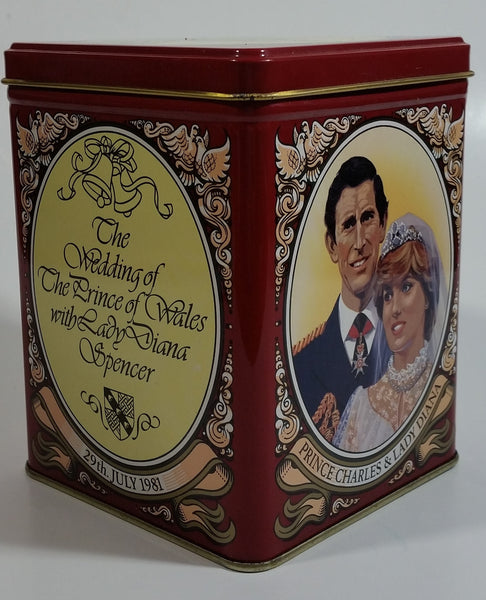 The
Wedding of
The Prince of Wales
with Lady Diana
Spencer
29th. JULY 1981
PRINCE CHARLES & LADY DIANA